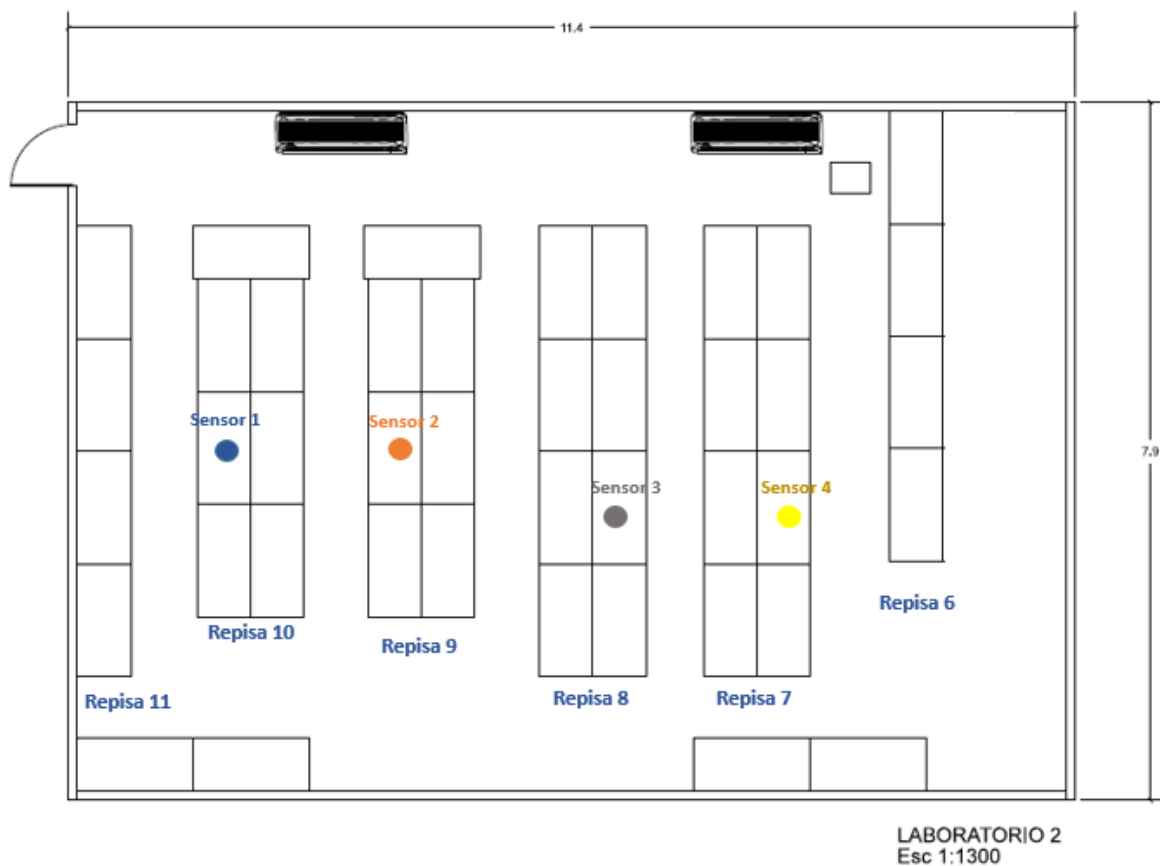 11.4
7.9
Sensor 1
Sensor 2
Sensor 3
Sensor 4
Repisa 6
Repisa 10
Repisa 9
Repisa 11
Repisa 8
Repisa 7
LABORATORIO 2
Esc 1:1300